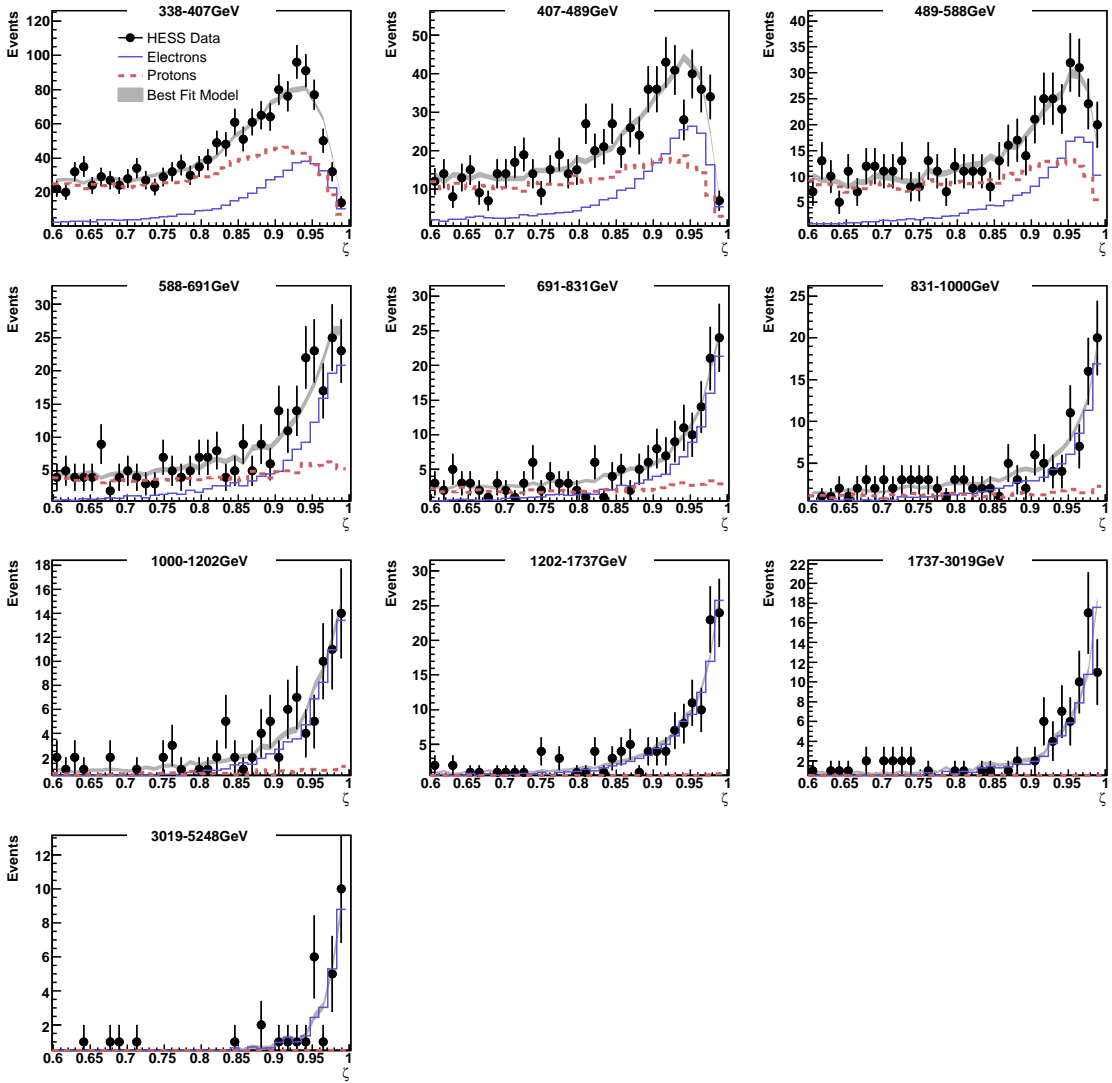 338-407GeV
Events
120
100
80
60
40
20
HESS Data
Electrons
Protons
Best Fit Model
0.6 0.65 0.7 0.75 0.8 0.85 0.9 0.95 1
ζ
407-489GeV
Events
50
40
30
20
10
0.6 0.65 0.7 0.75 0.8 0.85 0.9 0.95 1
ζ
489-588GeV
Events
40
35
30
25
20
15
10
5
0.6 0.65 0.7 0.75 0.8 0.85 0.9 0.95 1
ζ
588-691GeV
Events
30
25
20
15
10
5
0.6 0.65 0.7 0.75 0.8 0.85 0.9 0.95 1
ζ
691-831GeV
Events
30
25
20
15
10
5
0.6 0.65 0.7 0.75 0.8 0.85 0.9 0.95 1
ζ
831-1000GeV
Events
25
20
15
10
5
0.6 0.65 0.7 0.75 0.8 0.85 0.9 0.95 1
ζ
1000-1202GeV
Events
18
16
14
12
10
8
6
4
2
0.6 0.65 0.7 0.75 0.8 0.85 0.9 0.95 1
ζ
1202-1737GeV
Events
30
25
20
15
10
5
0.6 0.65 0.7 0.75 0.8 0.85 0.9 0.95 1
ζ
1737-3019GeV
Events
22
20
18
16
14
12
10
8
6
4
2
0.6 0.65 0.7 0.75 0.8 0.85 0.9 0.95 1
ζ
3019-5248GeV
Events
12
10
8
6
4
2
0.6 0.65 0.7 0.75 0.8 0.85 0.9 0.95 1
ζ